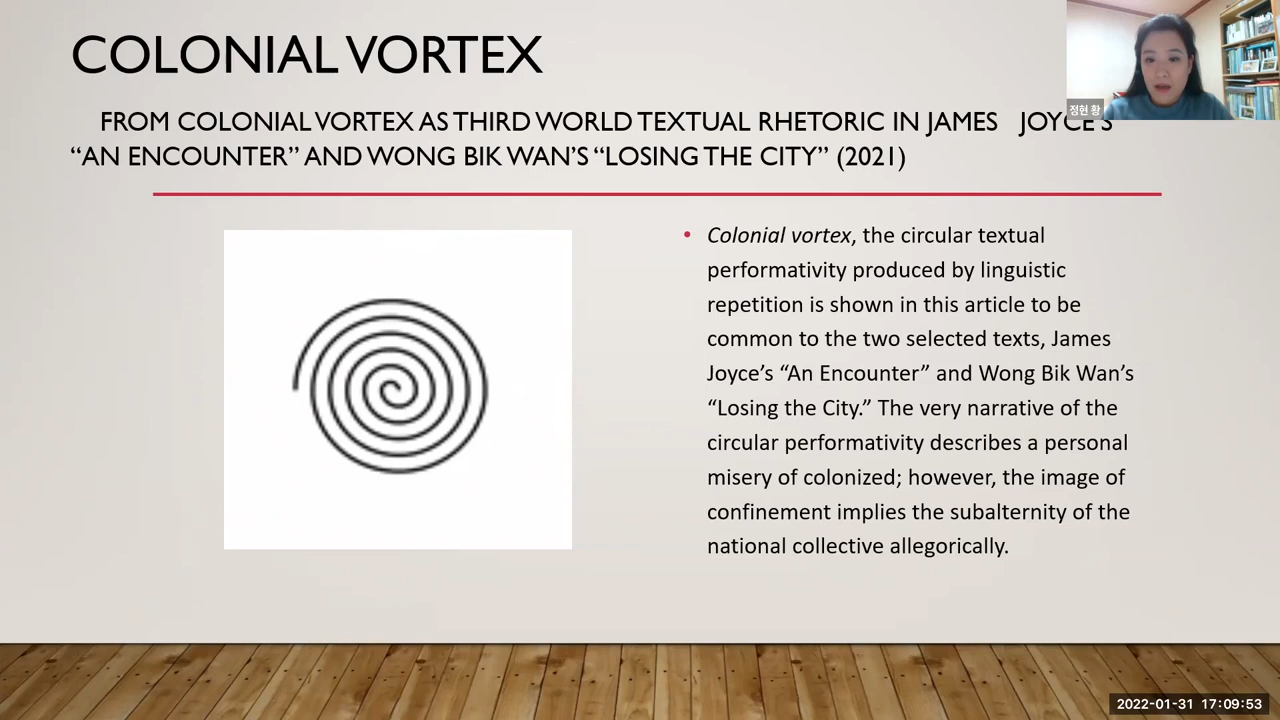 COLONIAL VORTEX
FROM COLONIAL VORTEX AS THIRD WORLD TEXTUAL RHETORIC IN JAMES JOYCE'S
“AN ENCOUNTER” AND WONG BIK WAN’S “LOSING THE CITY” (2021)
정현 황
• Colonial vortex, the circular textual
performativity produced by linguistic
repetition is shown in this article to be
common to the two selected texts, James
Joyce’s “An Encounter” and Wong Bik Wan’s
“Losing the City.” The very narrative of the
circular performativity describes a personal
misery of colonized; however, the image of
confinement implies the subalternity of the
national collective allegorically.
2022-01-31 17:09:53